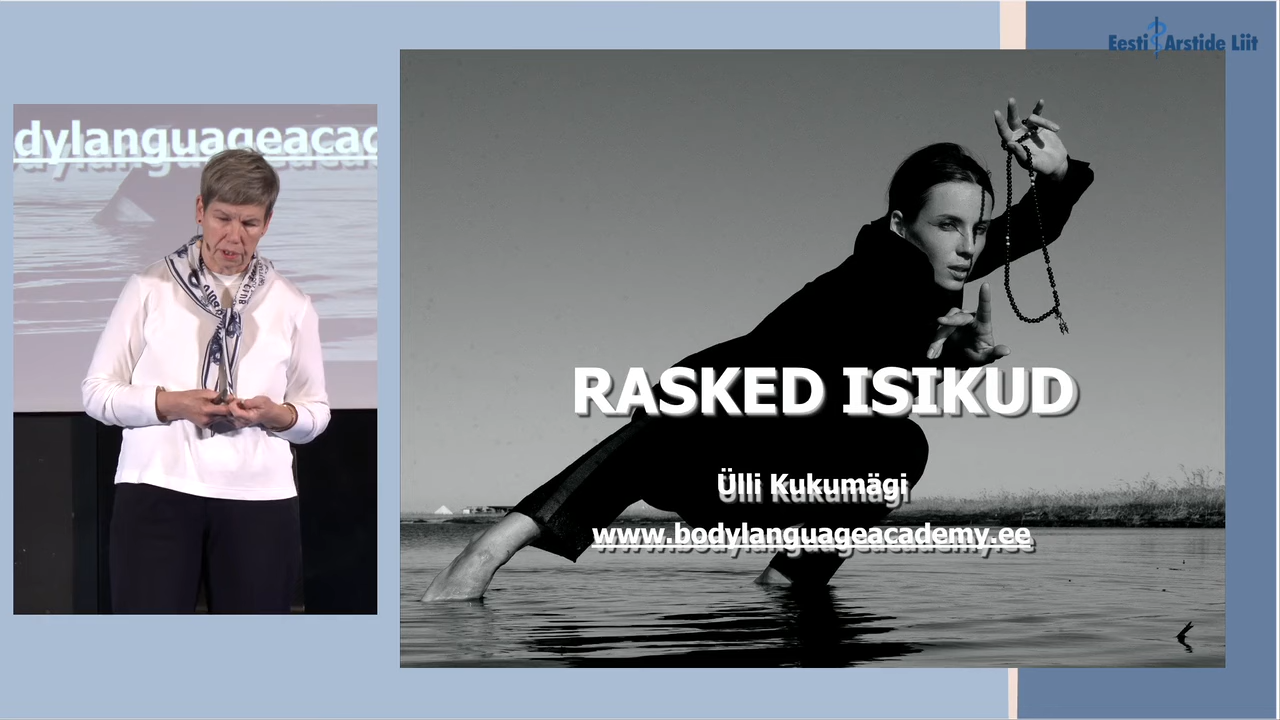 Eesti Arstide Liit
dylanguageacad
RASKED ISIKUD
Ülli Kukumägi
www.bodylanguageacademy.ee